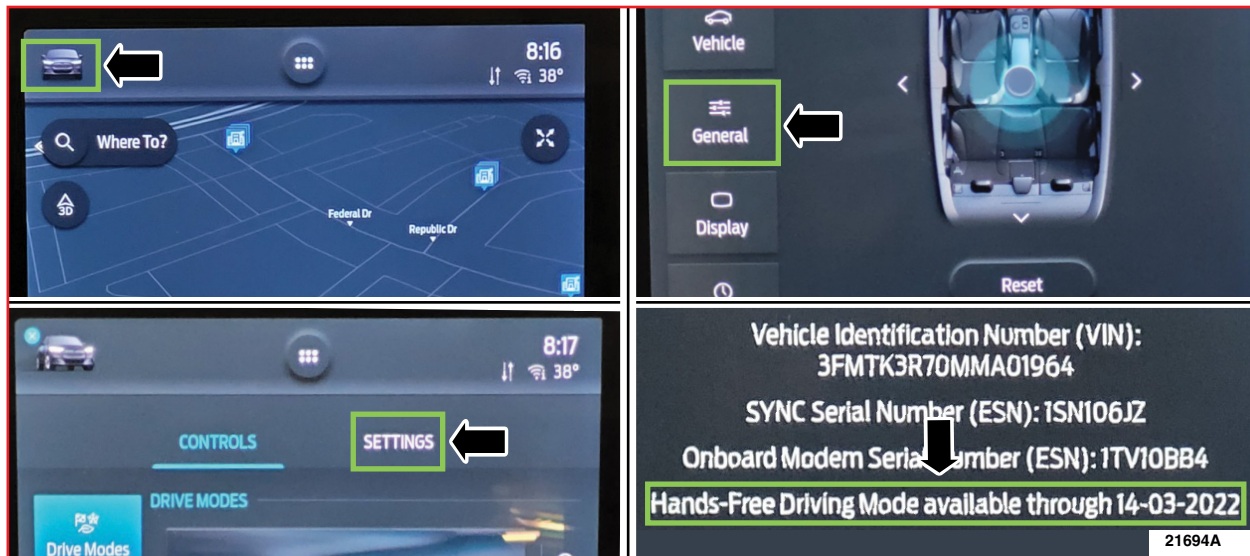 8:16
38°
Where To?
3D
Federal Dr
Republic Dr
Vehicle
General
Display
Reset
8:17
38°
CONTROLS
SETTINGS
DRIVE MODES
Drive Modes
Vehicle Identification Number (VIN):
3FMTK3R70MMA01964
SYNC Serial Number (ESN): 1SN106JZ
Onboard Modem Serial Number (ESN): 1TV10BB4
Hands-Free Driving Mode available through 14-03-2022
21694A